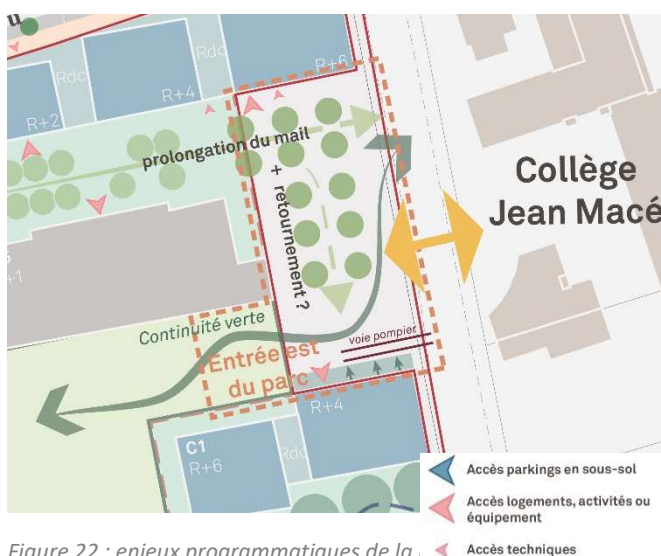 u
Rdc
R+6
R+4
R+2
prolongation du mail
+ retournement ?
Collège
Jean Macé
+1
Continuité verte
voie pompier
Entrée est
du parc
R+4
C1
R+6
Rdc
Accès parkings en sous-sol
Accès logements, activités ou
équipement
Accès techniques
Figure 22 : enjeux programmatiques de la